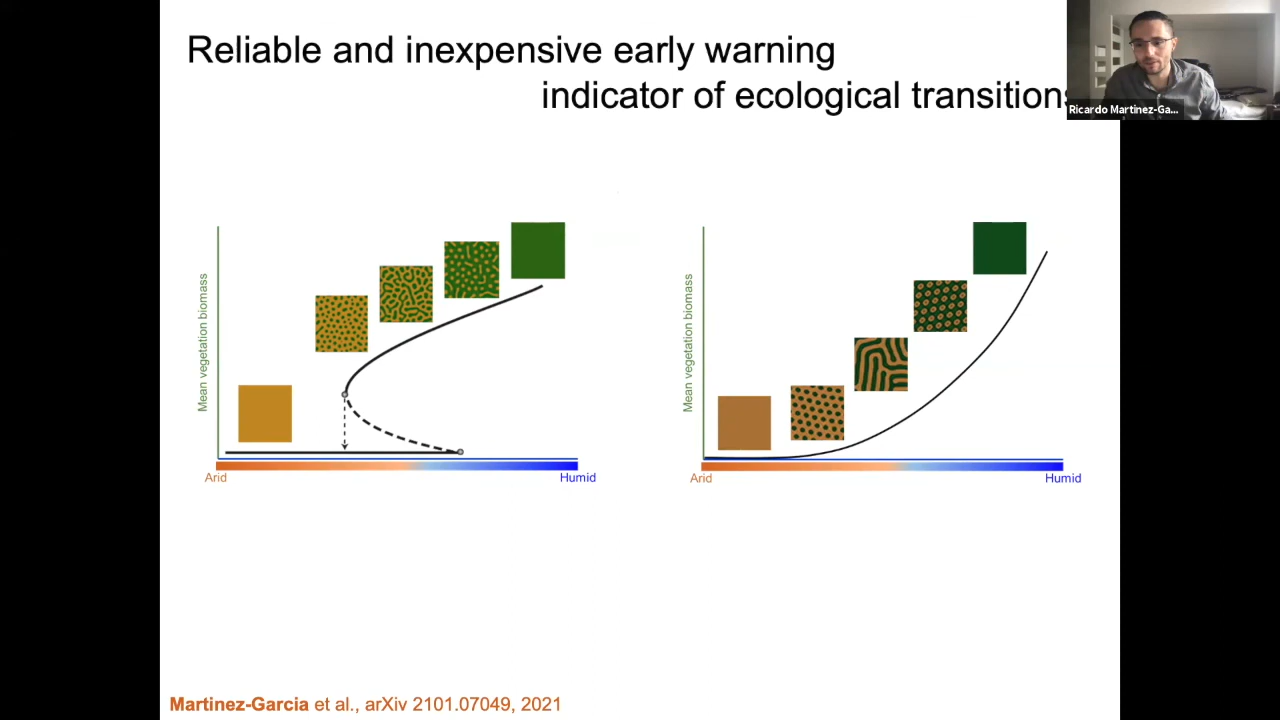 Reliable and inexpensive early warning
indicator of ecological transitions
Ricardo Martinez-Ga...
Mean vegetation biomass
Arid
Humid
Mean vegetation biomass
Arid
Humid
Martinez-Garcia et al., arXiv 2101.07049, 2021